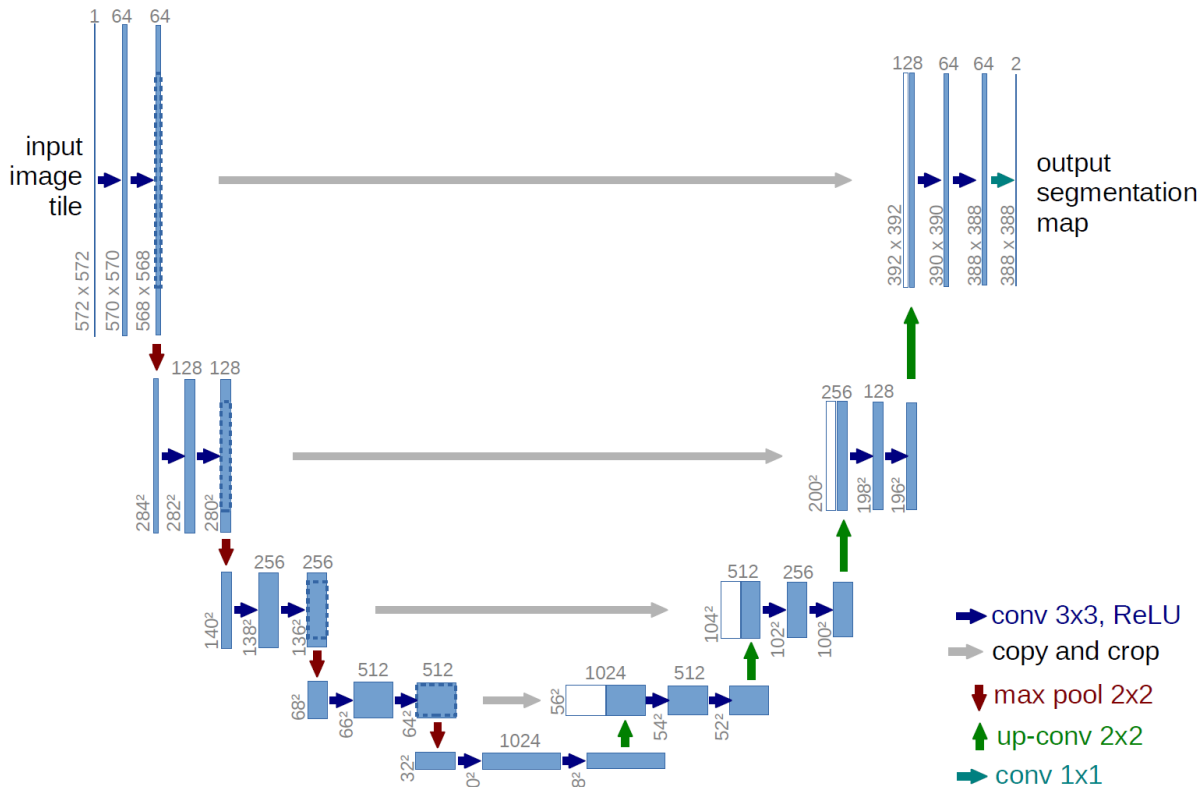 1 64 64
128 64 64 2
input
image
tile
output
segmentation
map
572 x 572
570 x 570
568 x 568
392 x 392
390 x 390
388 x 388
388 x 388
128 128
256 128
284²
282²
280²
200²
198²
196²
256 256
512 256
140²
138²
136²
104²
102²
100²
512 512
1024 512
68²
66²
64²
56²
54²
52²
1024
32²
0²
8²
conv 3x3, ReLU
copy and crop
max pool 2x2
up-conv 2x2
conv 1x1